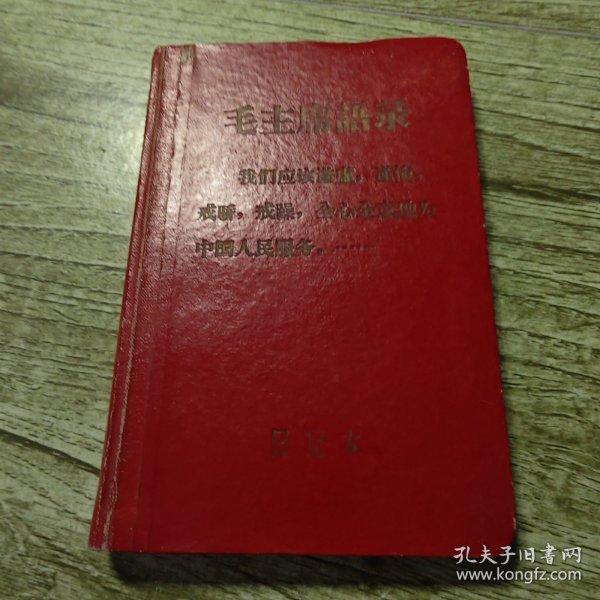 毛主席語录
我们应该谦虚，谨慎，
戒骄，戒躁，全心全意地为
中国人民服务。……
日记本
孔夫子旧书网
www.kongfz.com